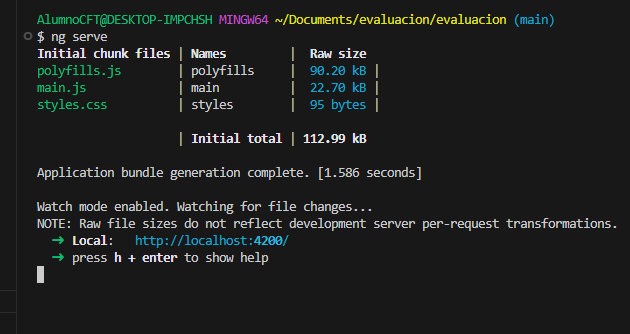 AlumnoCFT@DESKTOP-IMPCHSH MINGW64 ~/Documents/evaluacion/evaluacion (main)
$ ng serve
Initial chunk files | Names | Raw size
polyfills.js | polyfills | 90.20 kB |
main.js | main | 22.70 kB |
styles.css | styles | 95 bytes |
| Initial total | 112.99 kB
Application bundle generation complete. [1.586 seconds]
Watch mode enabled. Watching for file changes...
NOTE: Raw file sizes do not reflect development server per-request transformations.
➜ Local: http://localhost:4200/
➜ press h + enter to show help